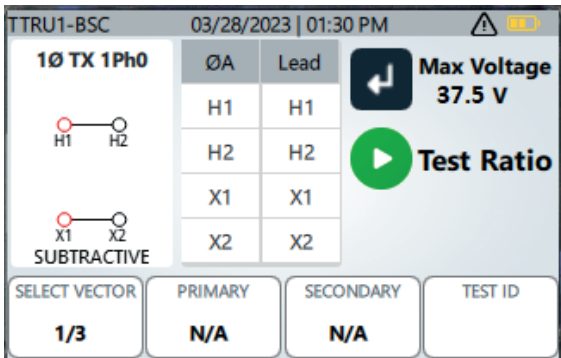 TTRU1-BSC 03/28/2023 | 01:30 PM
1Ø TX 1Ph0
H1 H2
X1 X2
SUBTRACTIVE
ØA Lead
H1 H1
H2 H2
X1 X1
X2 X2
Max Voltage
37.5 V
Test Ratio
SELECT VECTOR
1/3
PRIMARY
N/A
SECONDARY
N/A
TEST ID